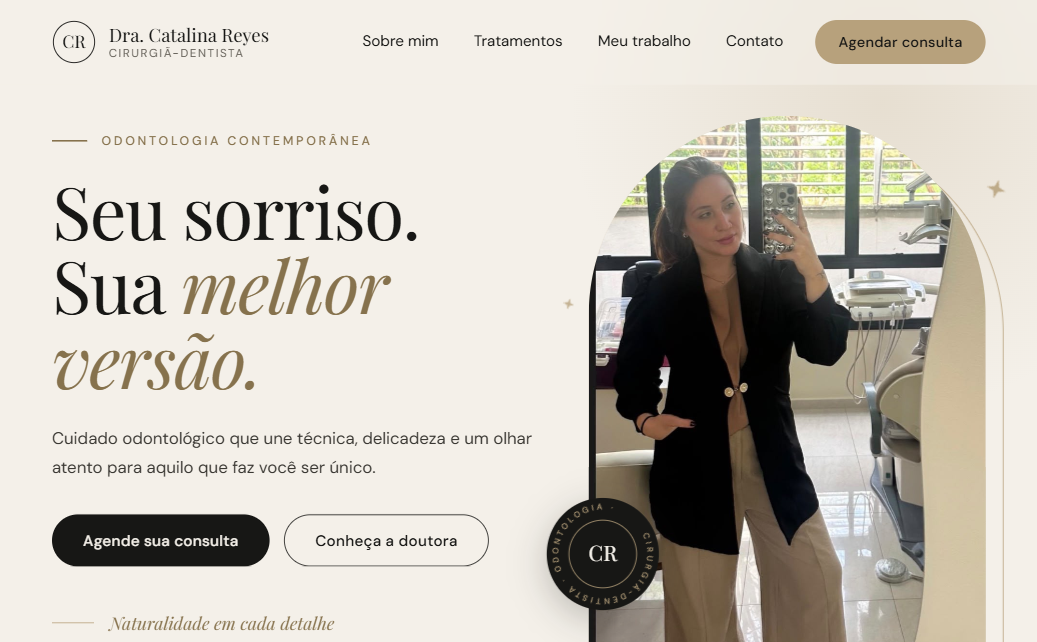 CR
Dra. Catalina Reyes
CIRURGIÃ-DENTISTA
Sobre mim
Tratamentos
Meu trabalho
Contato
Agendar consulta
ODONTOLOGIA CONTEMPORÂNEA
Seu sorriso.
Sua melhor
versão.
Cuidado odontológico que une técnica, delicadeza e um olhar
atento para aquilo que faz você ser único.
Agende sua consulta
Conheça a doutora
CIRURGIÃ-DENTISTA · ODONTOLOGIA ·
CR
Naturalidade em cada detalhe